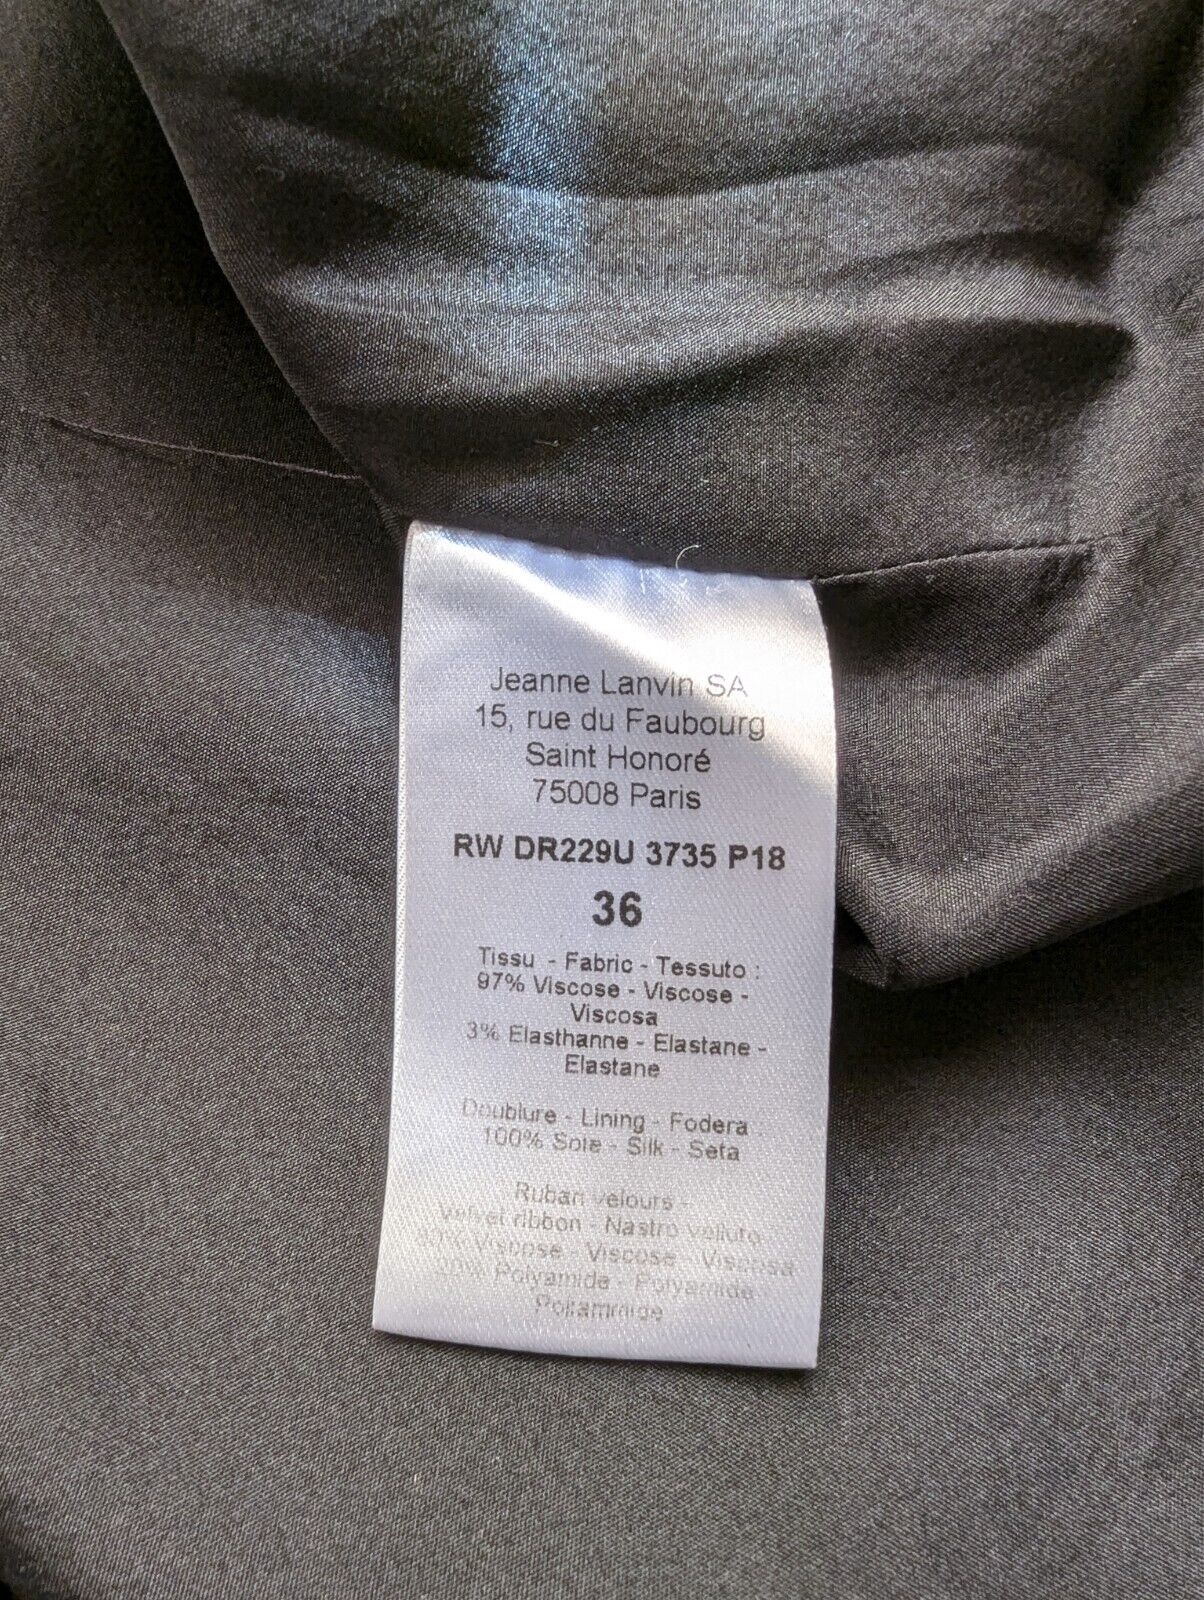 Jeanne Lanvin SA
15, rue du Faubourg
Saint Honoré
75008 Paris
RW DR229U 3735 P18
36
Tissu - Fabric - Tessuto :
97% Viscose - Viscose -
Viscosa
3% Elasthanne - Elastane -
Elastane
Doublure - Lining - Fodera
100% Soie - Silk - Seta
Ruban velours -
Velvet ribbon - Nastro velluto
80% Viscose - Viscose - Viscosa
20% Polyamide - Polyamide